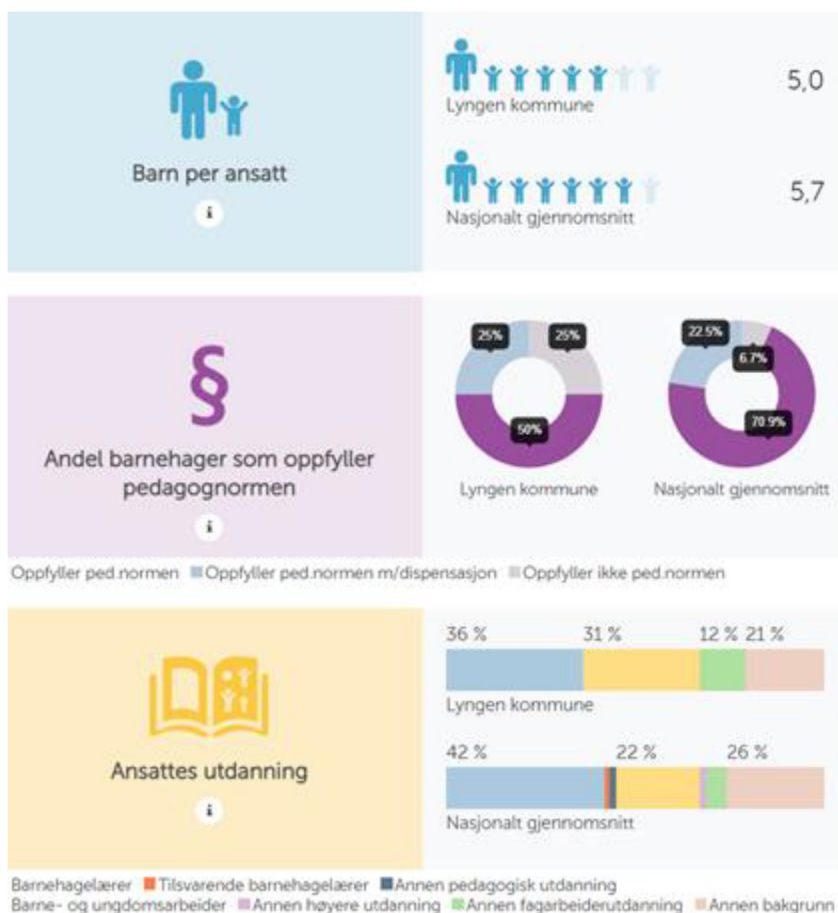 5,0
Lyngen kommune
Barn per ansatt
i
5,7
Nasjonalt gjennomsnitt
25%
25%
50%
22.5%
6.7%
70.9%
§
Andel barnehager som oppfyller
pedagognormen
i
Lyngen kommune
Nasjonalt gjennomsnitt
Oppfyller ped.normen Oppfyller ped.normen m/dispensasjon Oppfyller ikke ped.normen
36 % 31 % 12 % 21 %
Lyngen kommune
Ansattes utdanning
i
42 % 22 % 26 %
Nasjonalt gjennomsnitt
Barnehagelærer Tilsvarende barnehagelærer Annen pedagogisk utdanning
Barne- og ungdomsarbeider Annen høyere utdanning Annen fagarbeiderutdanning Annen bakgrunn